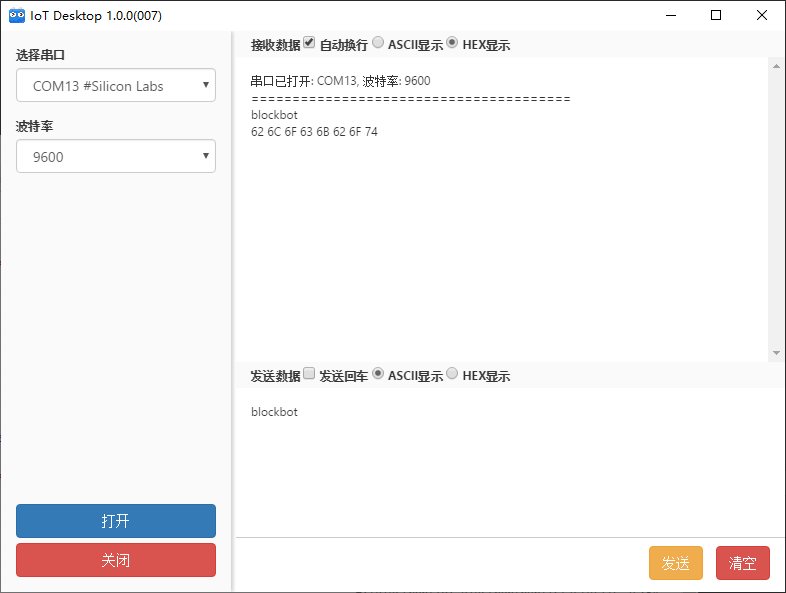 IoT Desktop 1.0.0(007)
选择串口
COM13 #Silicon Labs
波特率
9600
打开
关闭
接收数据 自动换行 ASCII显示 HEX显示
串口已打开: COM13, 波特率: 9600
=======================================
blockbot
62 6C 6F 63 6B 62 6F 74
发送数据 发送回车 ASCII显示 HEX显示
blockbot
发送 清空